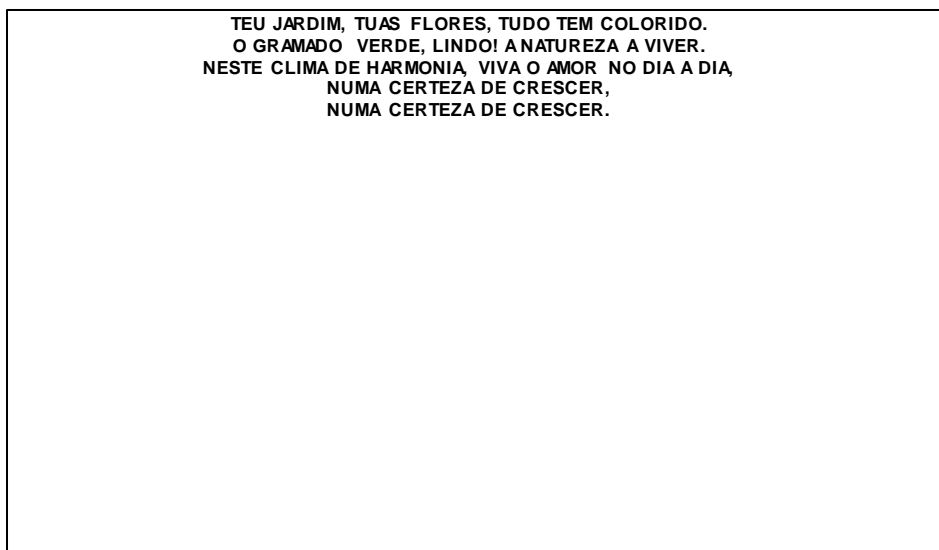 TEU JARDIM, TUAS FLORES, TUDO TEM COLORIDO.
O GRAMADO VERDE, LINDO! A NATUREZA A VIVER.
NESTE CLIMA DE HARMONIA, VIVA O AMOR NO DIA A DIA,
NUMA CERTEZA DE CRESCER,
NUMA CERTEZA DE CRESCER.